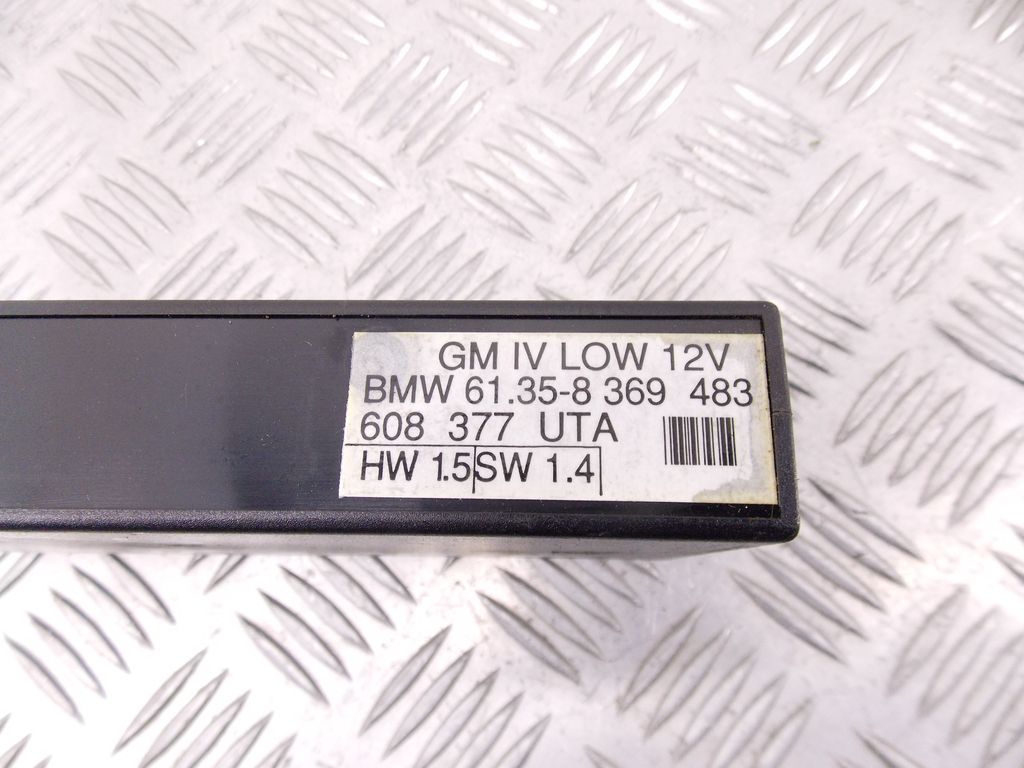 GM IV LOW 12V
BMW 61.35-8 369 483
608 377 UTA
HW 1.5 SW 1.4